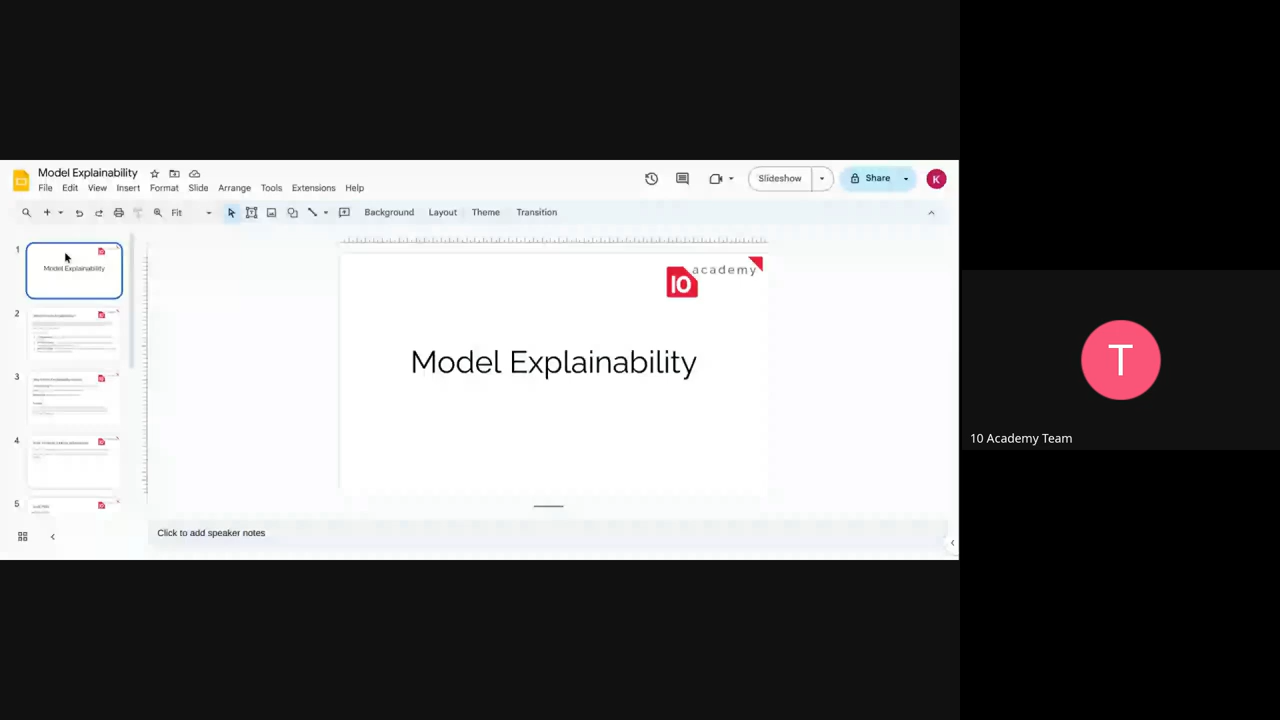 Model Explainability
File Edit View Insert Format Slide Arrange Tools Extensions Help
Slideshow
Share
K
Fit
Background Layout Theme Transition
1
Model Explainability
2
3
4
5
10 academy
Model Explainability
Click to add speaker notes
T
10 Academy Team